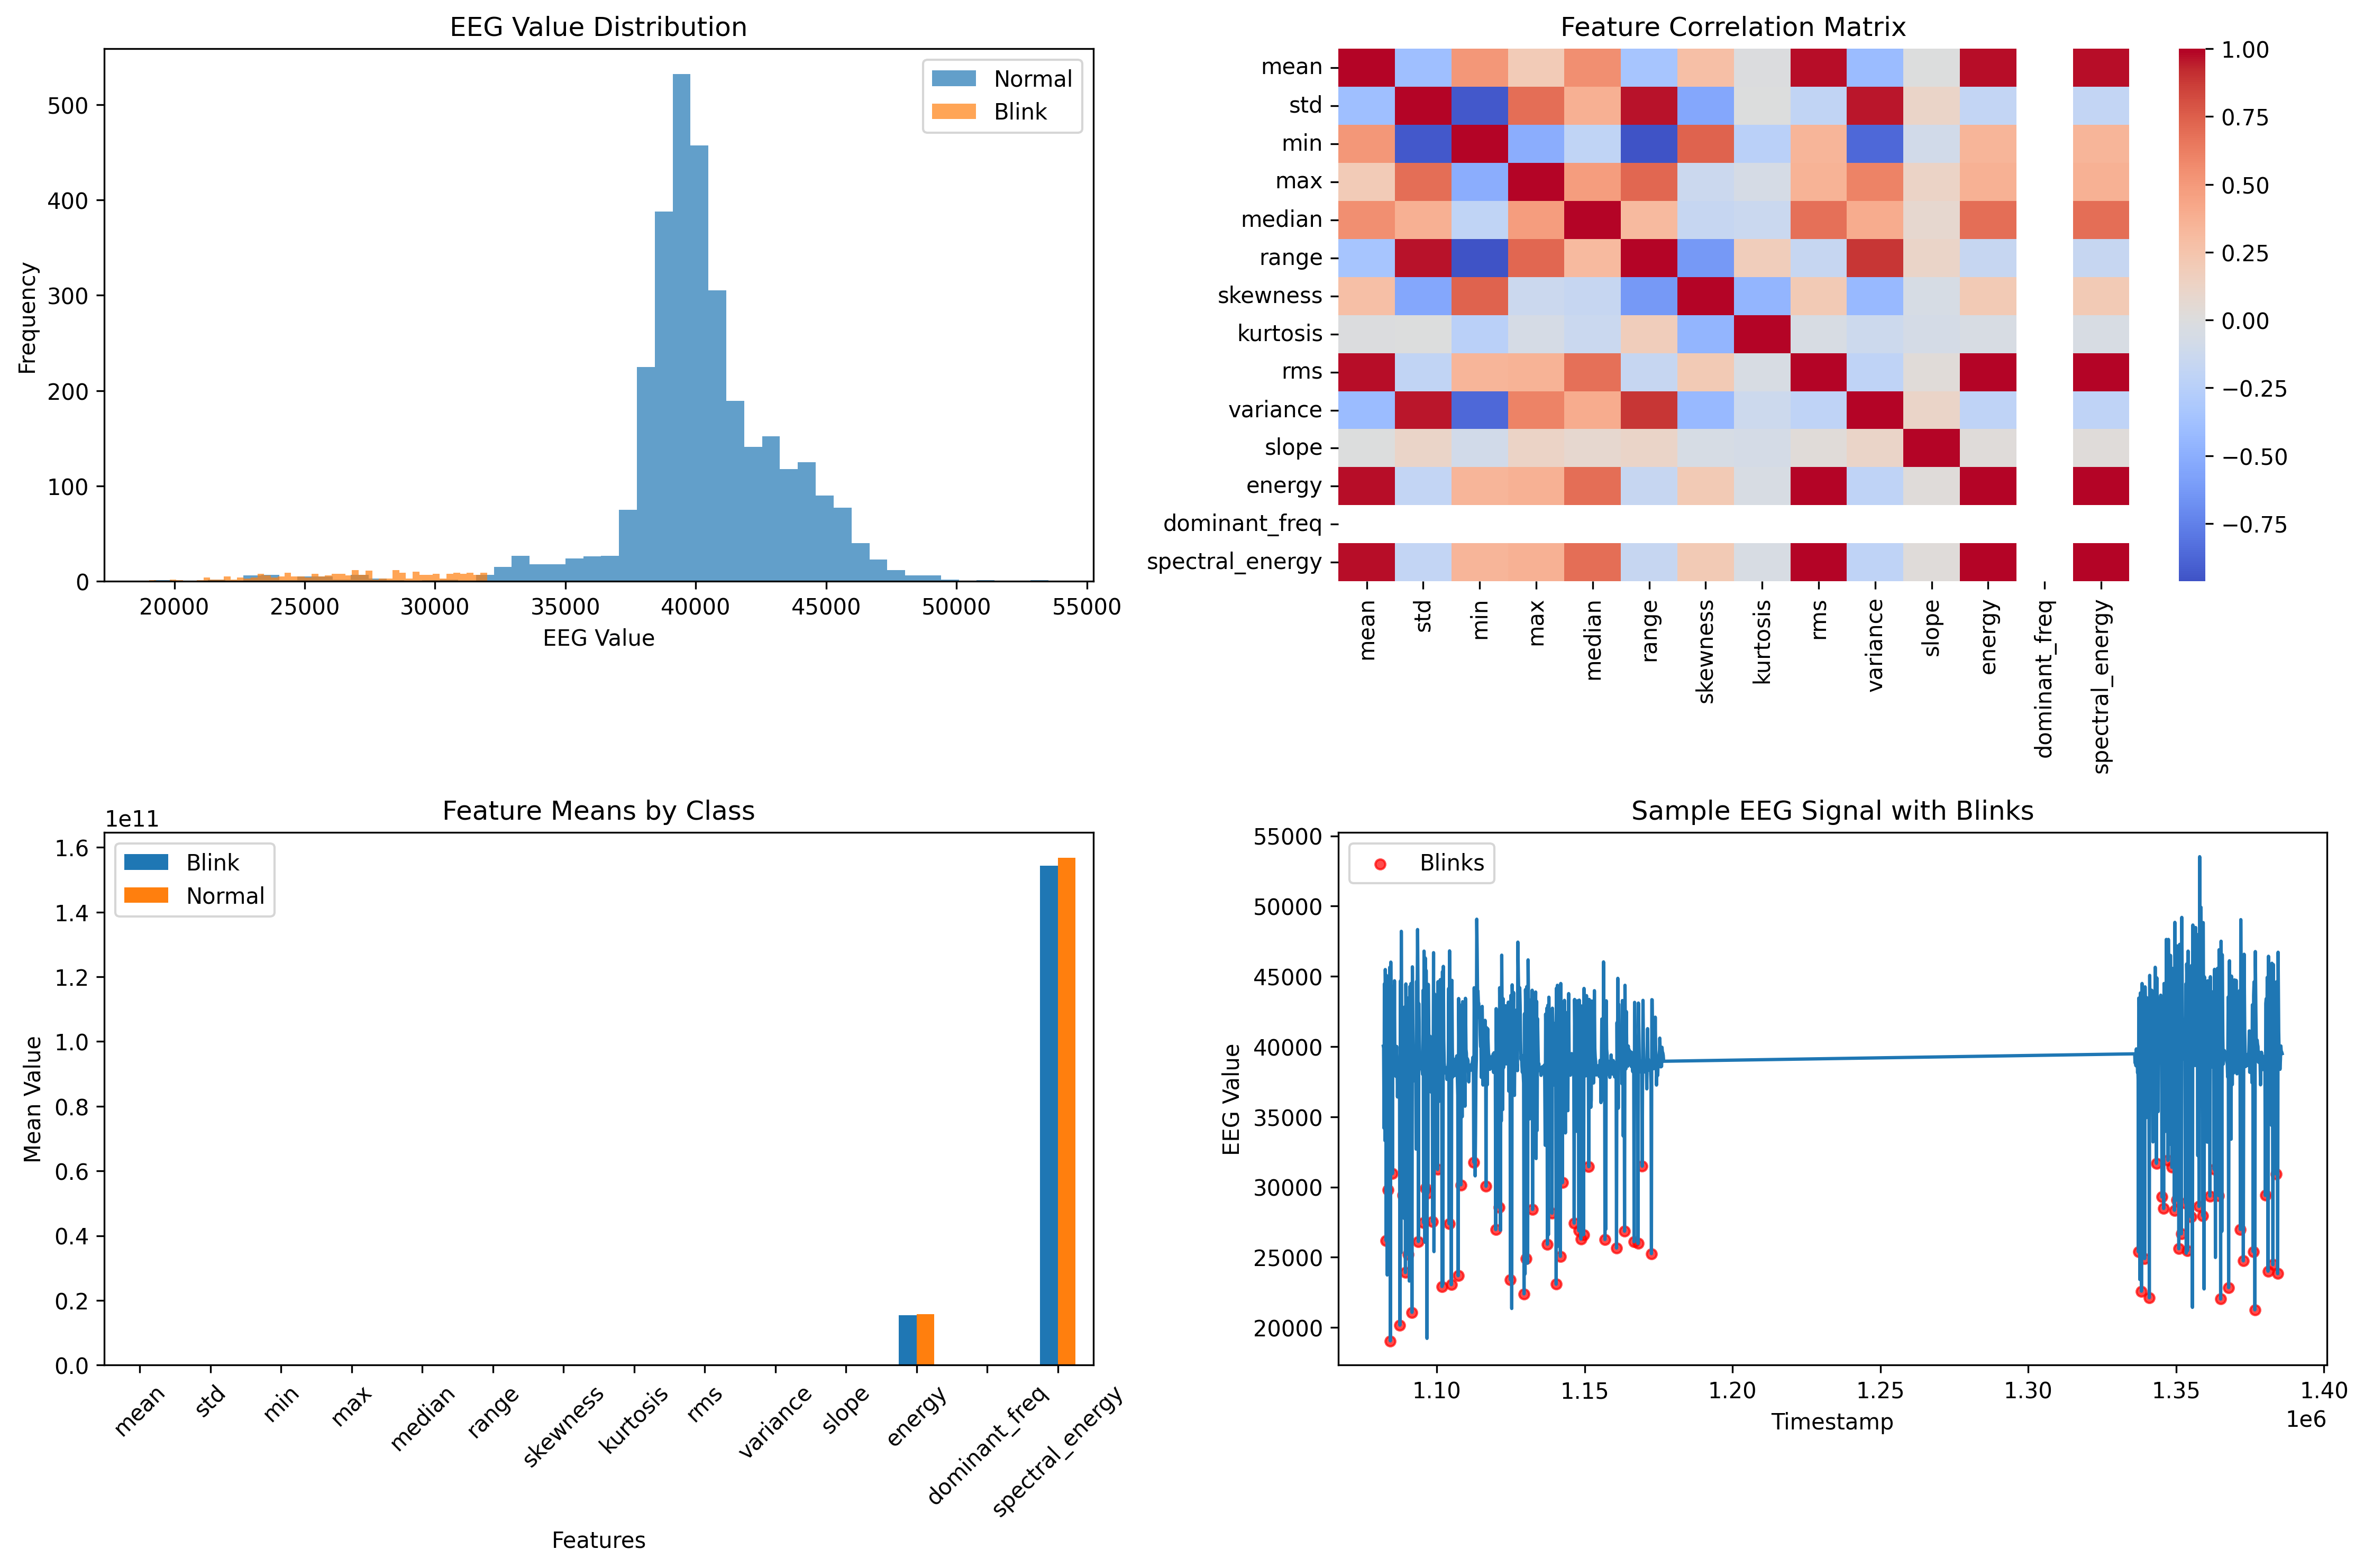 EEG Value Distribution
500
400
300
200
100
0
Frequency
Normal
Blink
20000 25000 30000 35000 40000 45000 50000 55000
EEG Value
Feature Correlation Matrix
mean
std
min
max
median
range
skewness
kurtosis
rms
variance
slope
energy
dominant_freq
spectral_energy
mean std min max median range skewness kurtosis rms variance slope energy dominant_freq spectral_energy
1.00
0.75
0.50
0.25
0.00
−0.25
−0.50
−0.75
Feature Means by Class
1e11
1.6
1.4
1.2
1.0
0.8
0.6
0.4
0.2
0.0
Mean Value
Blink
Normal
mean std min max median range skewness kurtosis rms variance slope energy dominant_freq spectral_energy
Features
Sample EEG Signal with Blinks
55000
50000
45000
40000
35000
30000
25000
20000
EEG Value
Blinks
1.10 1.15 1.20 1.25 1.30 1.35 1.40
1e6
Timestamp